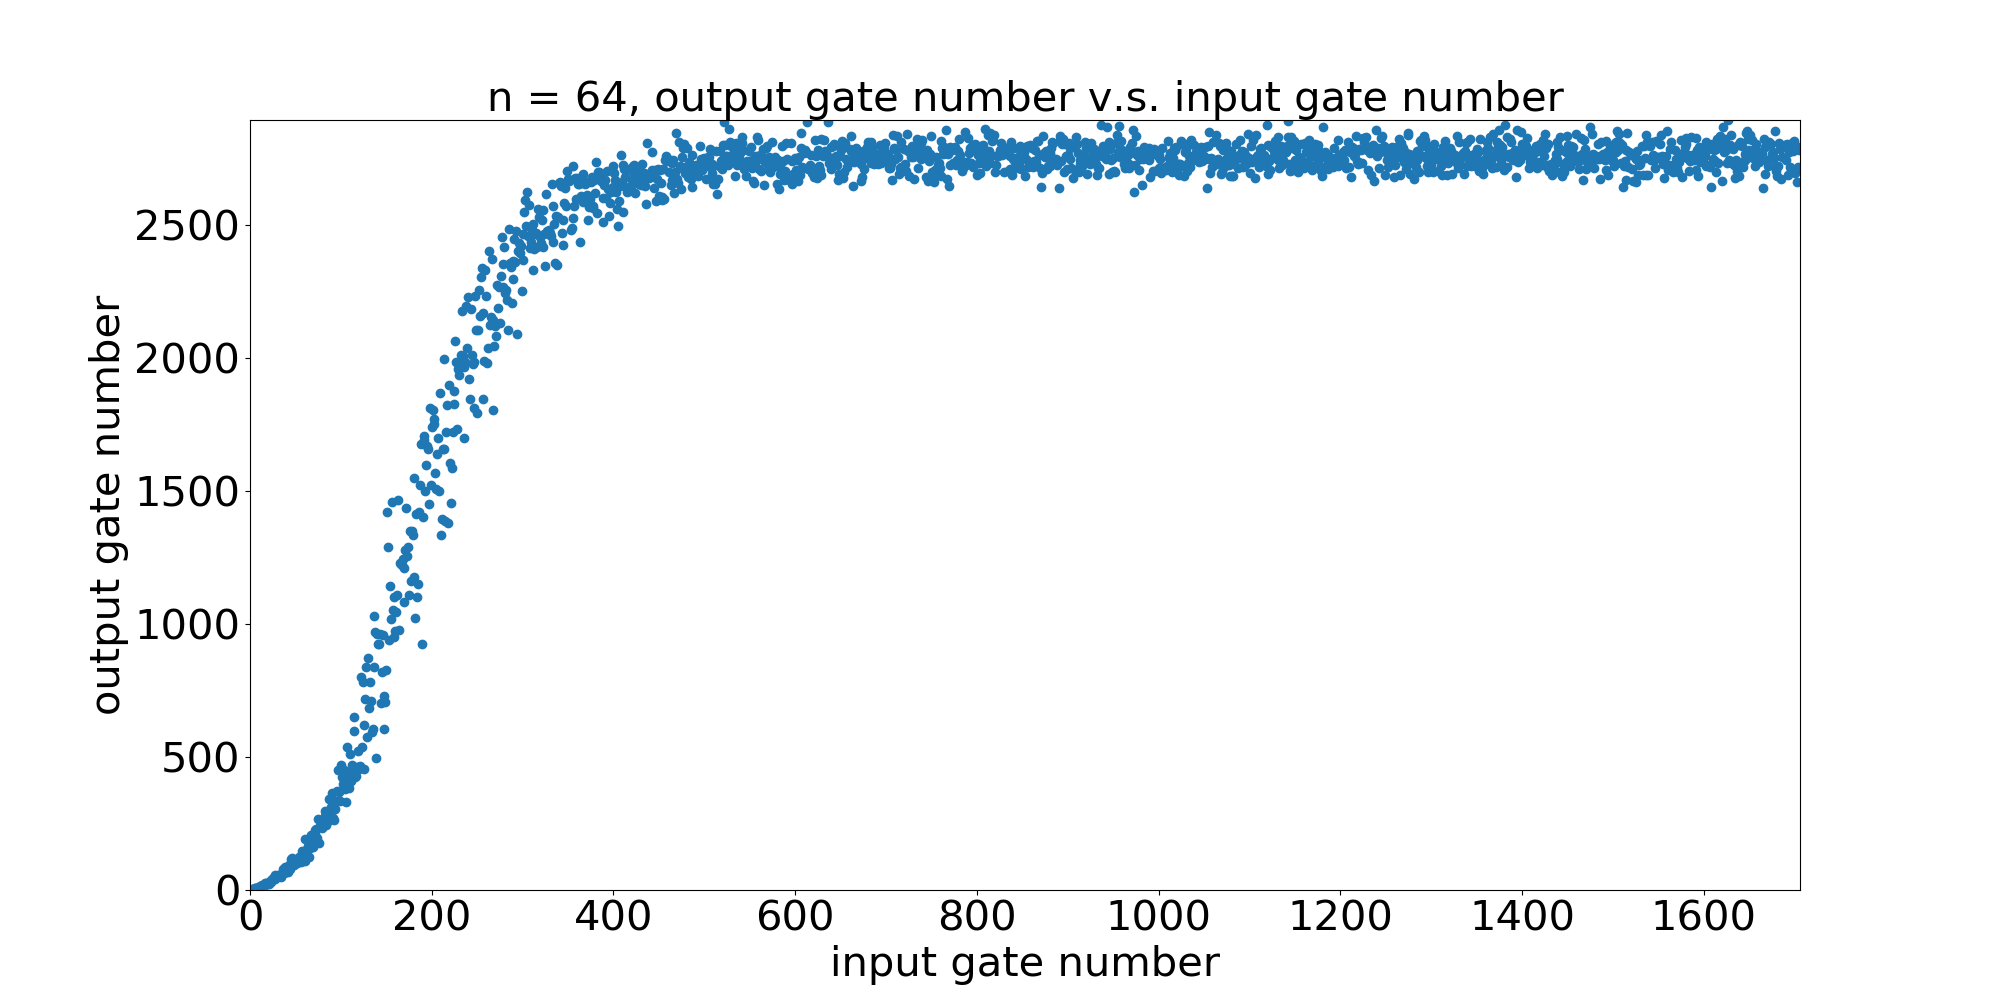 n = 64, output gate number v.s. input gate number
output gate number
2500
2000
1500
1000
500
0
0 200 400 600 800 1000 1200 1400 1600
input gate number